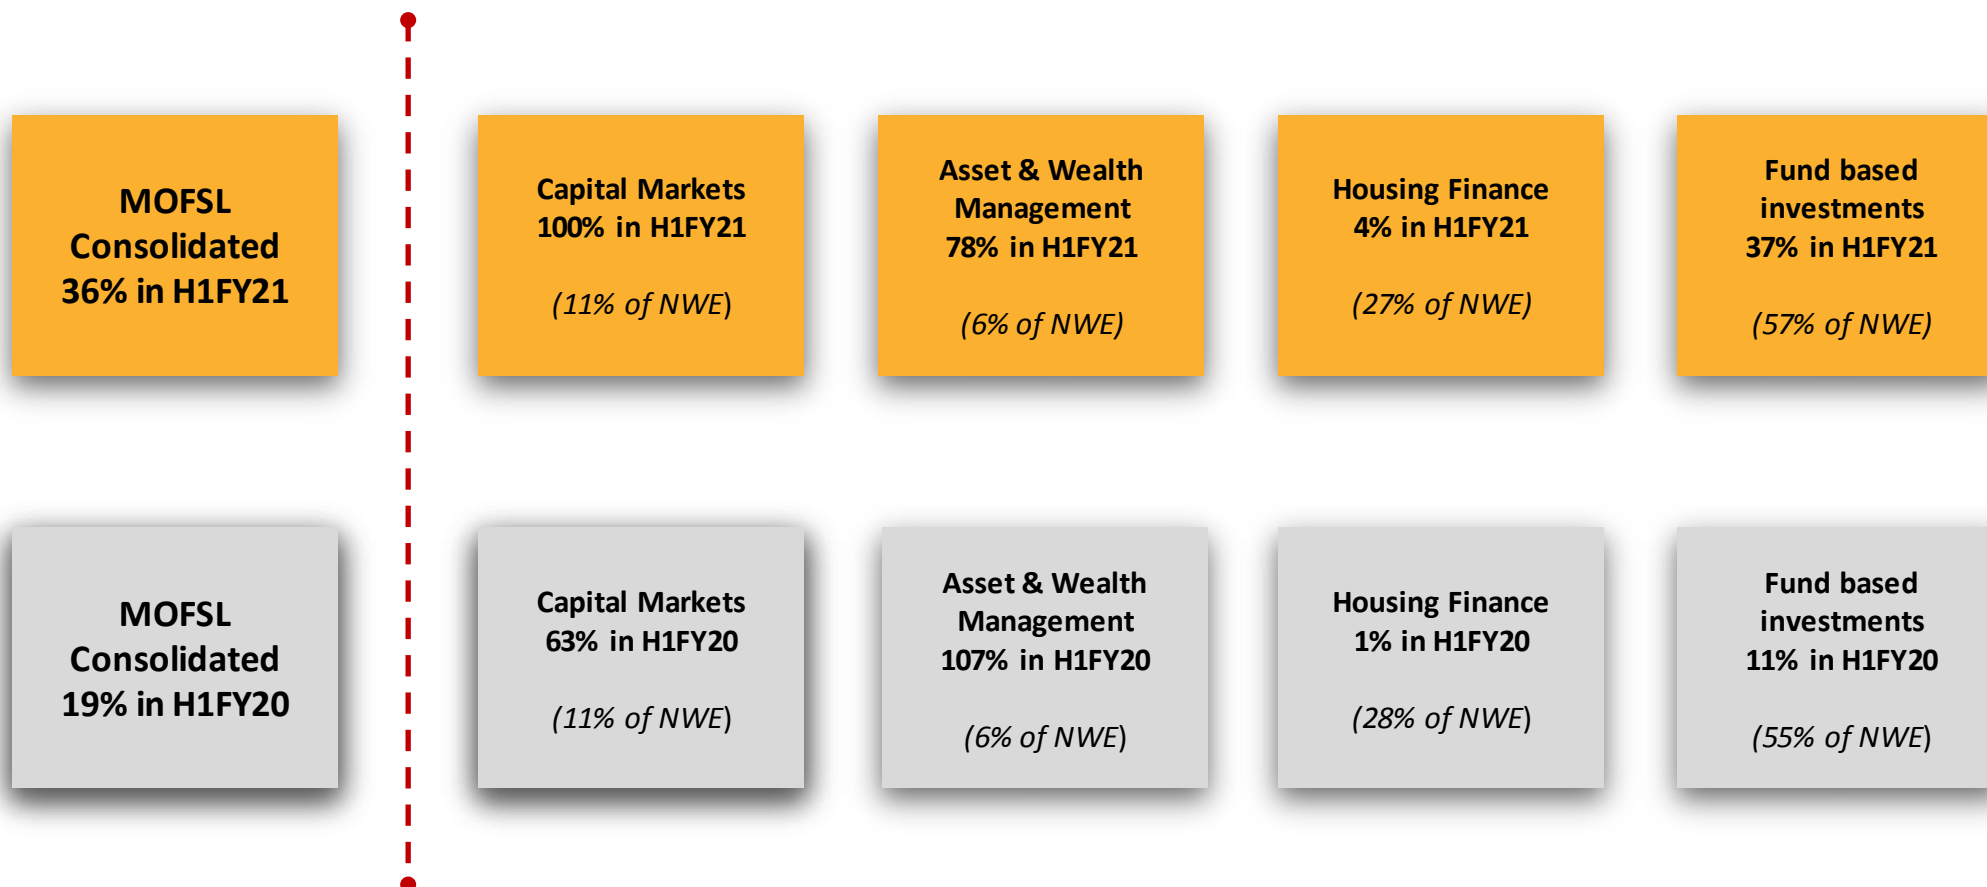 MOFSL
Consolidated
36% in H1FY21
Capital Markets
100% in H1FY21
(11% of NWE)
Asset & Wealth
Management
78% in H1FY21
(6% of NWE)
Housing Finance
4% in H1FY21
(27% of NWE)
Fund based
investments
37% in H1FY21
(57% of NWE)
MOFSL
Consolidated
19% in H1FY20
Capital Markets
63% in H1FY20
(11% of NWE)
Asset & Wealth
Management
107% in H1FY20
(6% of NWE)
Housing Finance
1% in H1FY20
(28% of NWE)
Fund based
investments
11% in H1FY20
(55% of NWE)